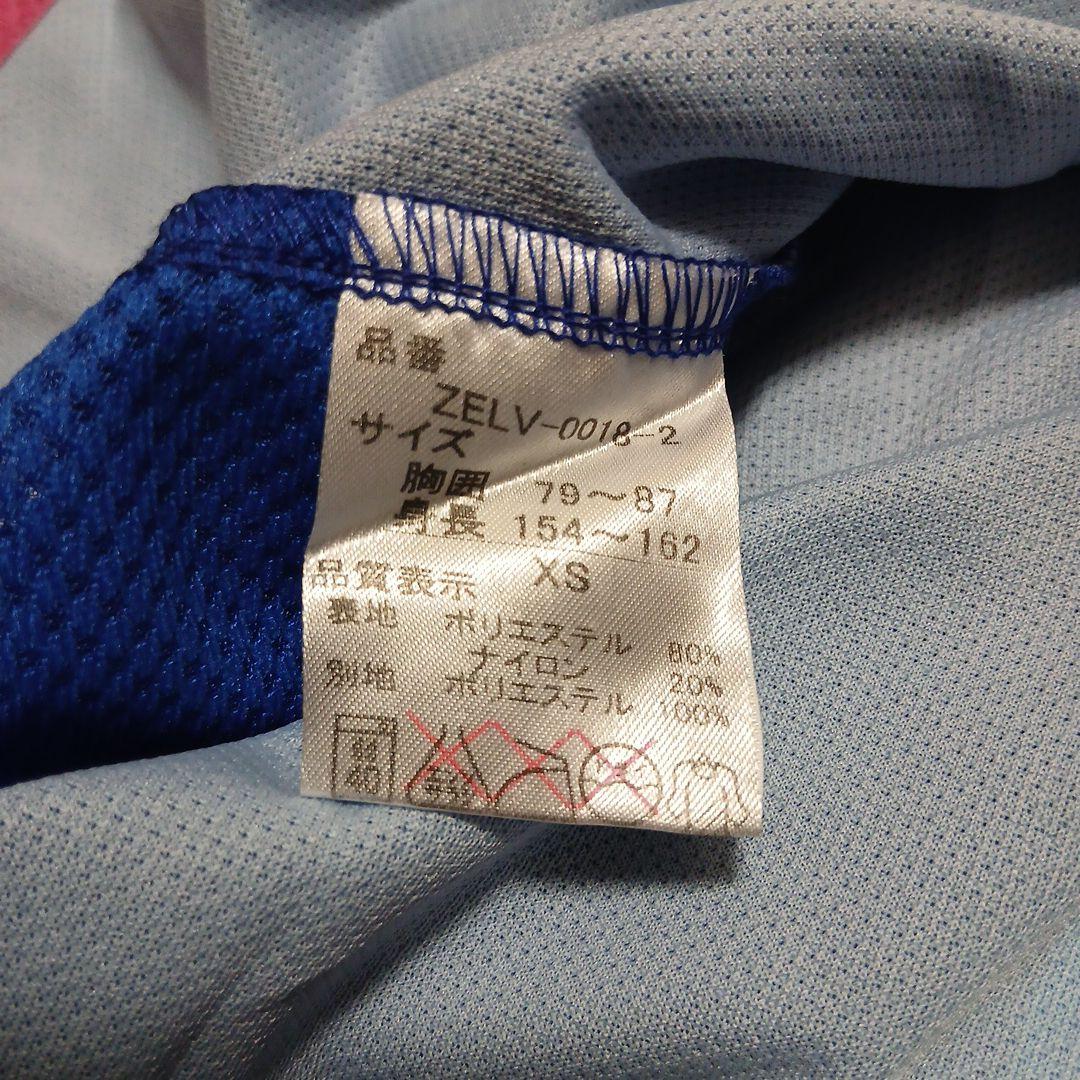 品番
ZELV-0018-2
サイズ
胸囲 79～87
身長 154～162
XS
品質表示
表地 ポリエステル 80%
ナイロン 20%
別地 ポリエステル 100%
40